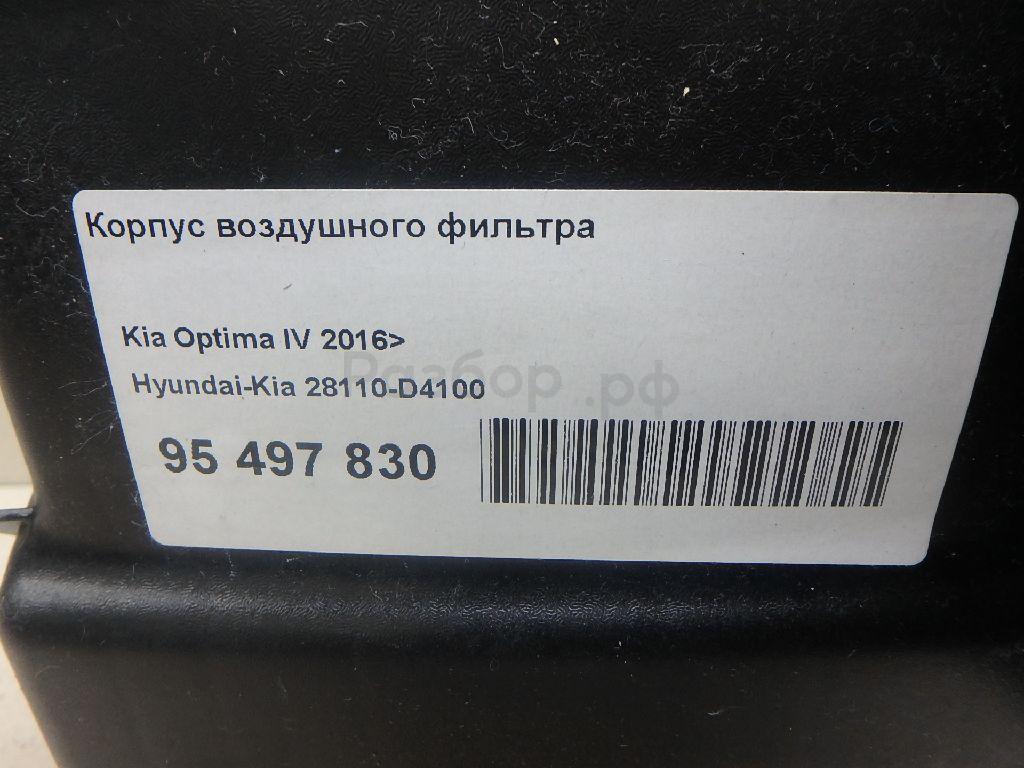 Корпус воздушного фильтра
Kia Optima IV 2016>
Разбор.рф
Hyundai-Kia 28110-D4100
95 497 830